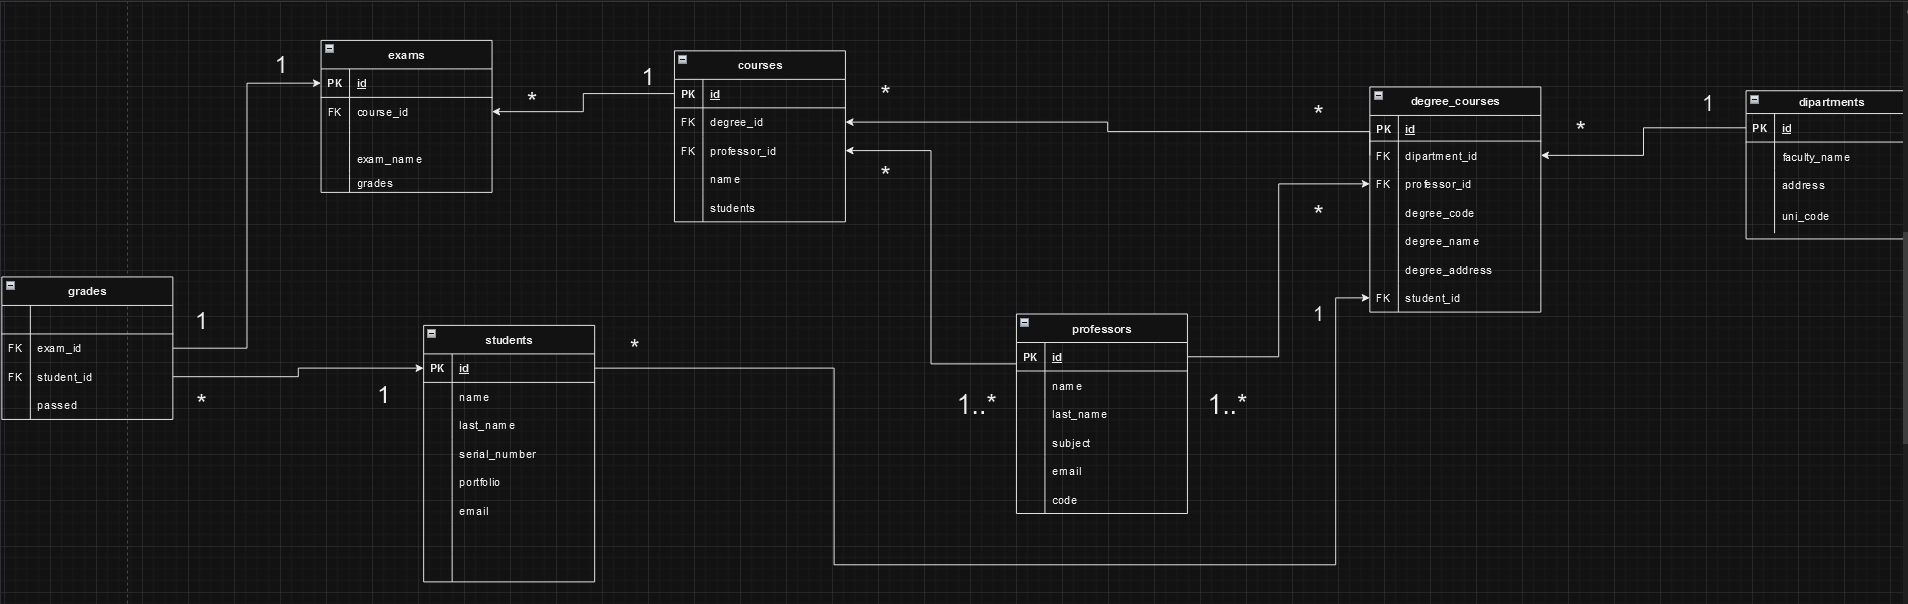 1
exams
PK id
FK course_id
exam_name
grades
*
1
courses
PK id
FK degree_id
FK professor_id
name
students
*
*
*
*
degree_courses
PK id
FK dipartment_id
FK professor_id
degree_code
degree_name
degree_address
FK student_id
1
*
1
dipartments
PK id
faculty_name
address
uni_code
grades
FK exam_id
FK student_id
passed
1
*
1
students
PK id
name
last_name
serial_number
portfolio
email
*
professors
PK id
name
last_name
subject
email
code
1..*
1..*